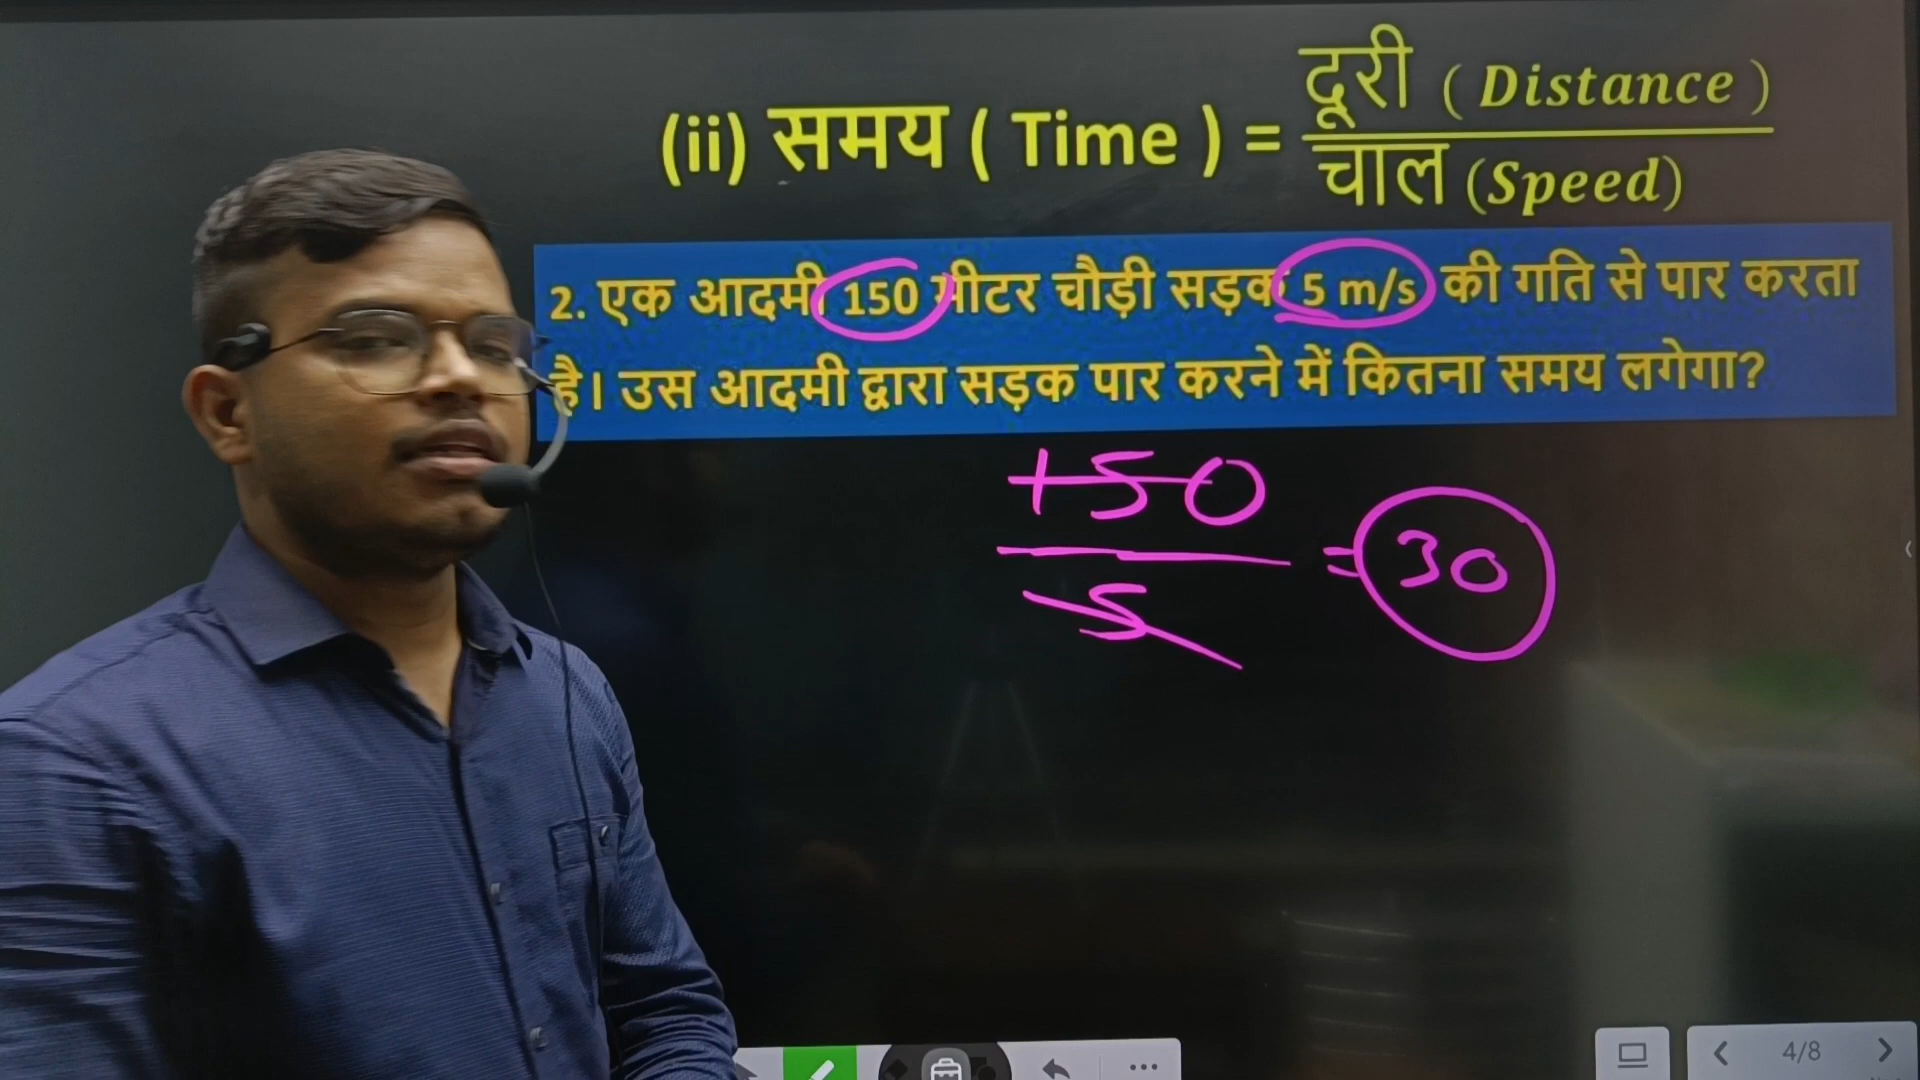 (ii) समय ( Time ) = दूरी ( Distance ) / चाल (Speed)
2. एक आदमी 150 मीटर चौड़ी सड़क 5 m/s की गति से पार करता
है। उस आदमी द्वारा सड़क पार करने में कितना समय लगेगा?
150
5
= 30
4/8